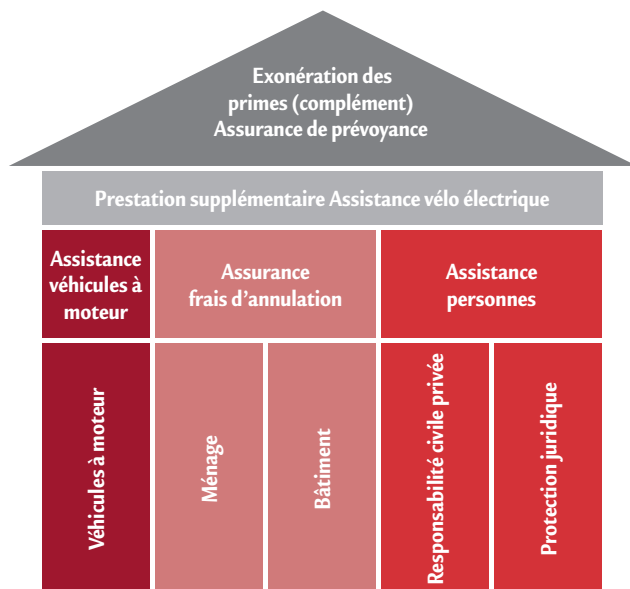 Exonération des
primes (complément)
Assurance de prévoyance
Prestation supplémentaire Assistance vélo électrique
Assistance
véhicules à
moteur
Assurance
frais d'annulation
Assistance
personnes
Véhicules à moteur
Ménage
Bâtiment
Responsabilité civile privée
Protection juridique